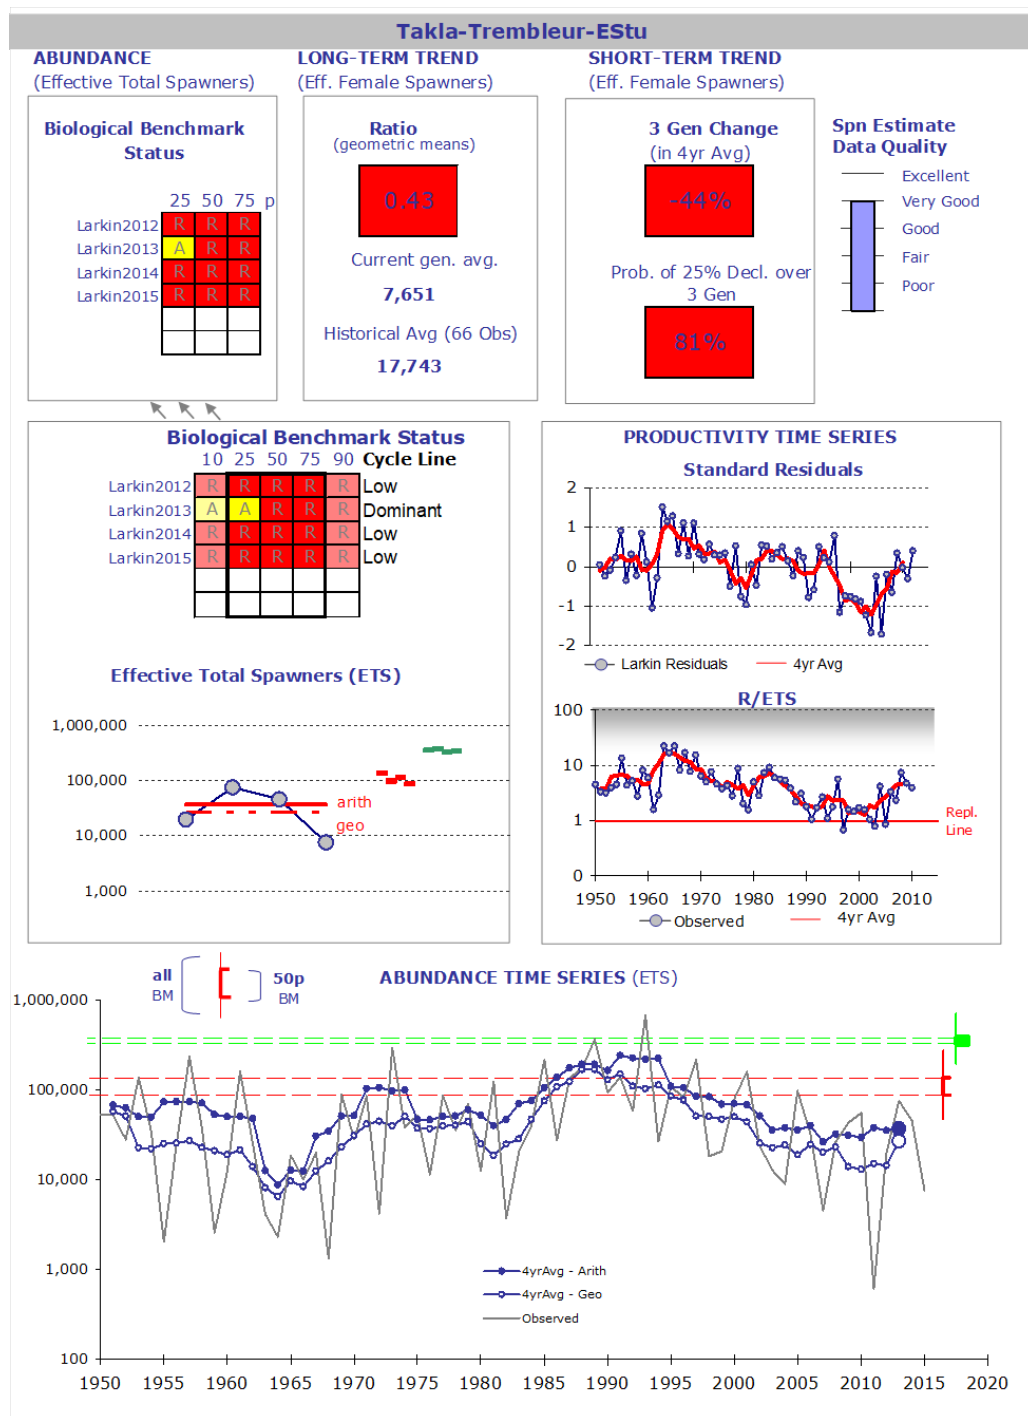 Takla-Trembleur-EStu
ABUNDANCE
(Effective Total Spawners)
LONG-TERM TREND
(Eff. Female Spawners)
SHORT-TERM TREND
(Eff. Female Spawners)
Biological Benchmark
Status
25 50 75 p
Larkin2012 R R R
Larkin2013 A R R
Larkin2014 R R R
Larkin2015 R R R
Ratio
(geometric means)
0.43
Current gen. avg.
7,651
Historical Avg (66 Obs)
17,743
3 Gen Change
(in 4yr Avg)
-44%
Prob. of 25% Decl. over
3 Gen
81%
Spn Estimate
Data Quality
Excellent
Very Good
Good
Fair
Poor
Biological Benchmark Status
10 25 50 75 90 Cycle Line
Larkin2012 R R R R R Low
Larkin2013 A A R R R Dominant
Larkin2014 R R R R R Low
Larkin2015 R R R R R Low
Effective Total Spawners (ETS)
1,000,000
100,000
10,000
1,000
arith
geo
PRODUCTIVITY TIME SERIES
Standard Residuals
2
1
0
-1
-2
Larkin Residuals 4yr Avg
R/ETS
100
10
1
0
Repl.
Line
1950 1960 1970 1980 1990 2000 2010
Observed 4yr Avg
all
BM
50p
BM
ABUNDANCE TIME SERIES (ETS)
1,000,000
100,000
10,000
1,000
100
4yrAvg - Arith
4yrAvg - Geo
Observed
1950 1955 1960 1965 1970 1975 1980 1985 1990 1995 2000 2005 2010 2015 2020